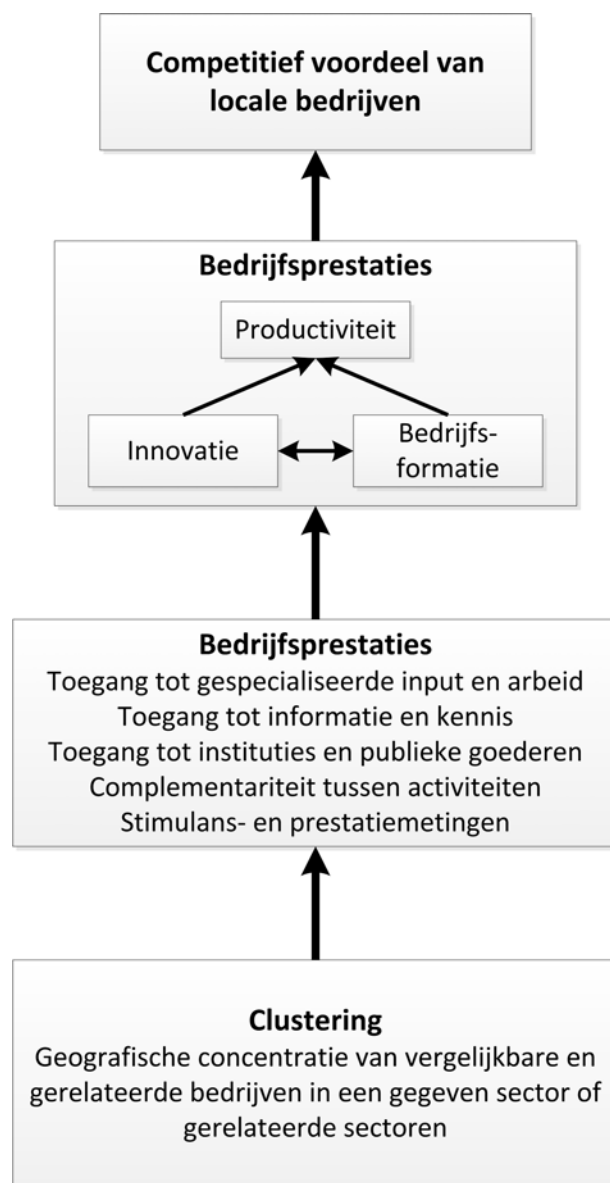 Competitief voordeel van
locale bedrijven
Bedrijfsprestaties
Productiviteit
Innovatie
Bedrijfs-
formatie
Bedrijfsprestaties
Toegang tot gespecialiseerde input en arbeid
Toegang tot informatie en kennis
Toegang tot instituties en publieke goederen
Complementariteit tussen activiteiten
Stimulans- en prestatiemetingen
Clustering
Geografische concentratie van vergelijkbare en
gerelateerde bedrijven in een gegeven sector of
gerelateerde sectoren